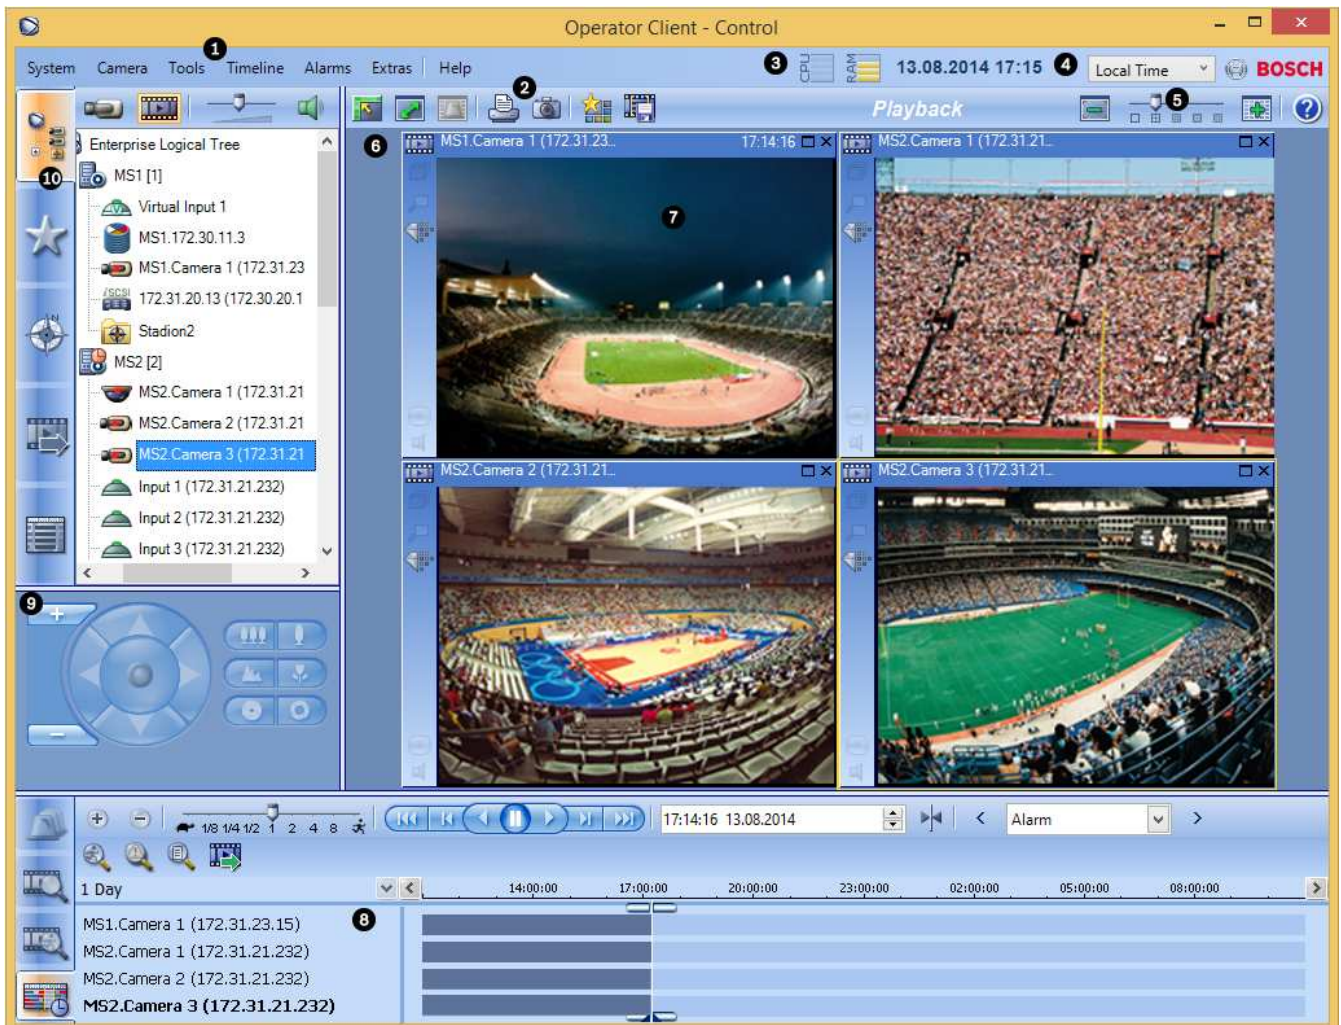 Operator Client - Control
1
System Camera Tools Timeline Alarms Extras Help
3 CPU RAM 13.08.2014 17:15 4 Local Time BOSCH
2
Playback
5
Enterprise Logical Tree
10
MS1 [1]
Virtual Input 1
MS1.172.30.11.3
MS1.Camera 1 (172.31.23
iSCSI 172.31.20.13 (172.30.20.1
Stadion2
MS2 [2]
MS2.Camera 1 (172.31.21
MS2.Camera 2 (172.31.21
MS2.Camera 3 (172.31.21
Input 1 (172.31.21.232)
Input 2 (172.31.21.232)
Input 3 (172.31.21.232)
6
MS1.Camera 1 (172.31.23... 17:14:16
7
MS2.Camera 1 (172.31.21...
MS2.Camera 2 (172.31.21...
MS2.Camera 3 (172.31.21...
9
1/8 1/4 1/2 1 2 4 8
17:14:16 13.08.2014
Alarm
1 Day
14:00:00 17:00:00 20:00:00 23:00:00 02:00:00 05:00:00 08:00:00
8
MS1.Camera 1 (172.31.23.15)
MS2.Camera 1 (172.31.21.232)
MS2.Camera 2 (172.31.21.232)
MS2.Camera 3 (172.31.21.232)